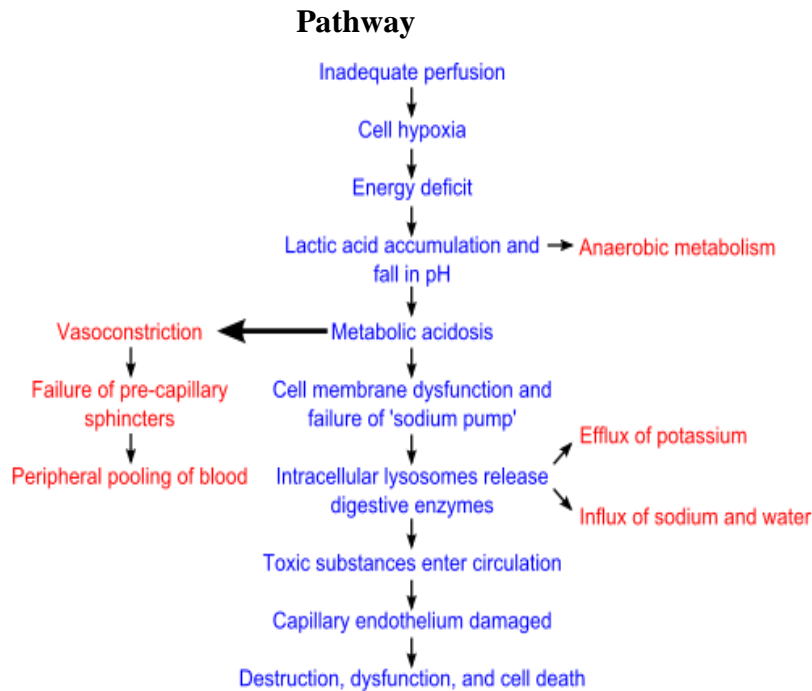 Pathway
Inadequate perfusion
Cell hypoxia
Energy deficit
Lactic acid accumulation and
fall in pH
Anaerobic metabolism
Vasoconstriction
Metabolic acidosis
Failure of pre-capillary
sphincters
Cell membrane dysfunction and
failure of 'sodium pump'
Efflux of potassium
Peripheral pooling of blood
Intracellular lysosomes release
digestive enzymes
Influx of sodium and water
Toxic substances enter circulation
Capillary endothelium damaged
Destruction, dysfunction, and cell death